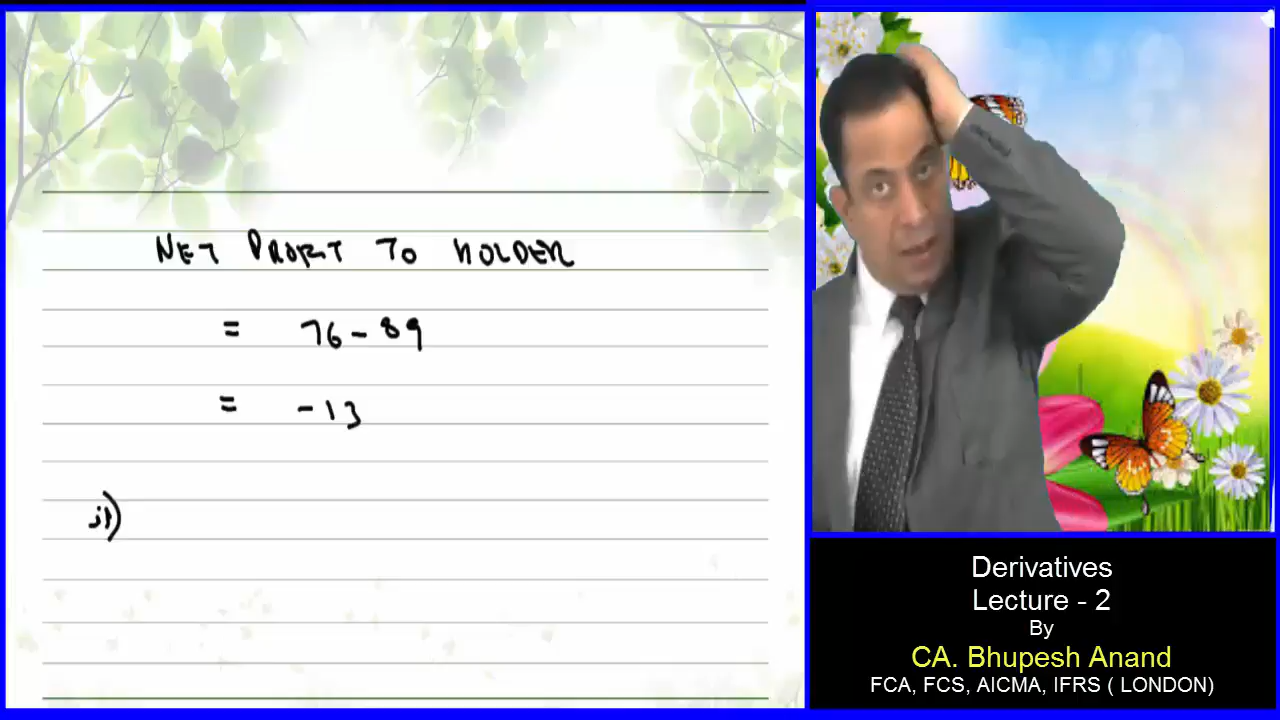 NET PROFIT TO HOLDER
= 76 - 89
= -13
ii)
Derivatives
Lecture - 2
By
CA. Bhupesh Anand
FCA, FCS, AICMA, IFRS ( LONDON)